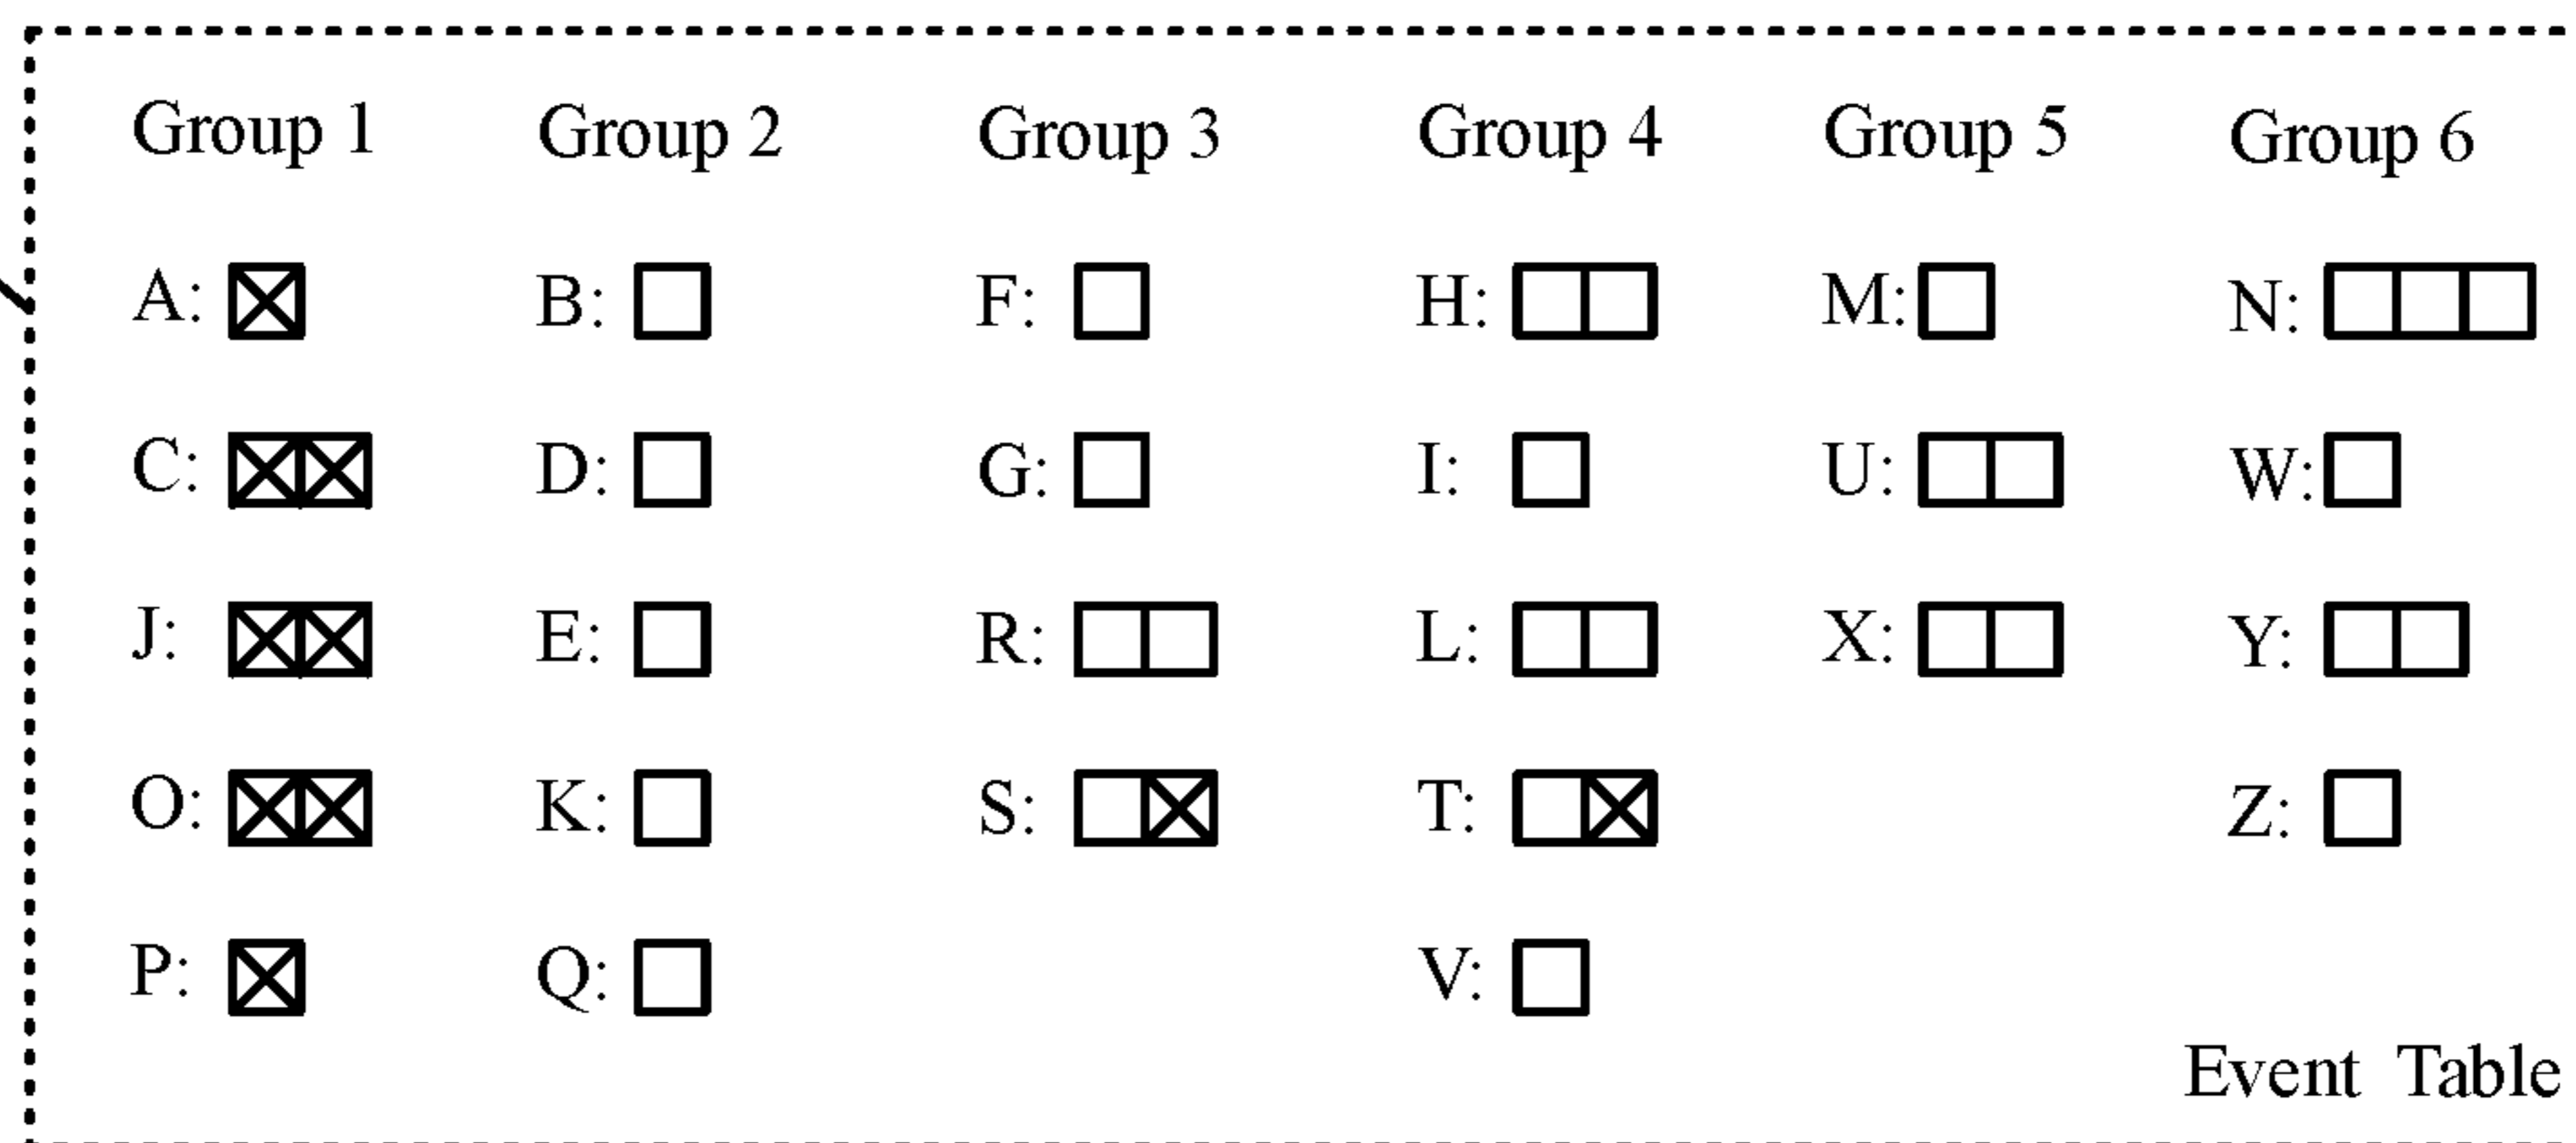 Group 1 Group 2 Group 3 Group 4 Group 5 Group 6
A: B: F: H: M: N:
C: D: G: I: U: W:
J: E: R: L: X: Y:
O: K: S: T: Z:
P: Q: V:
Event Table